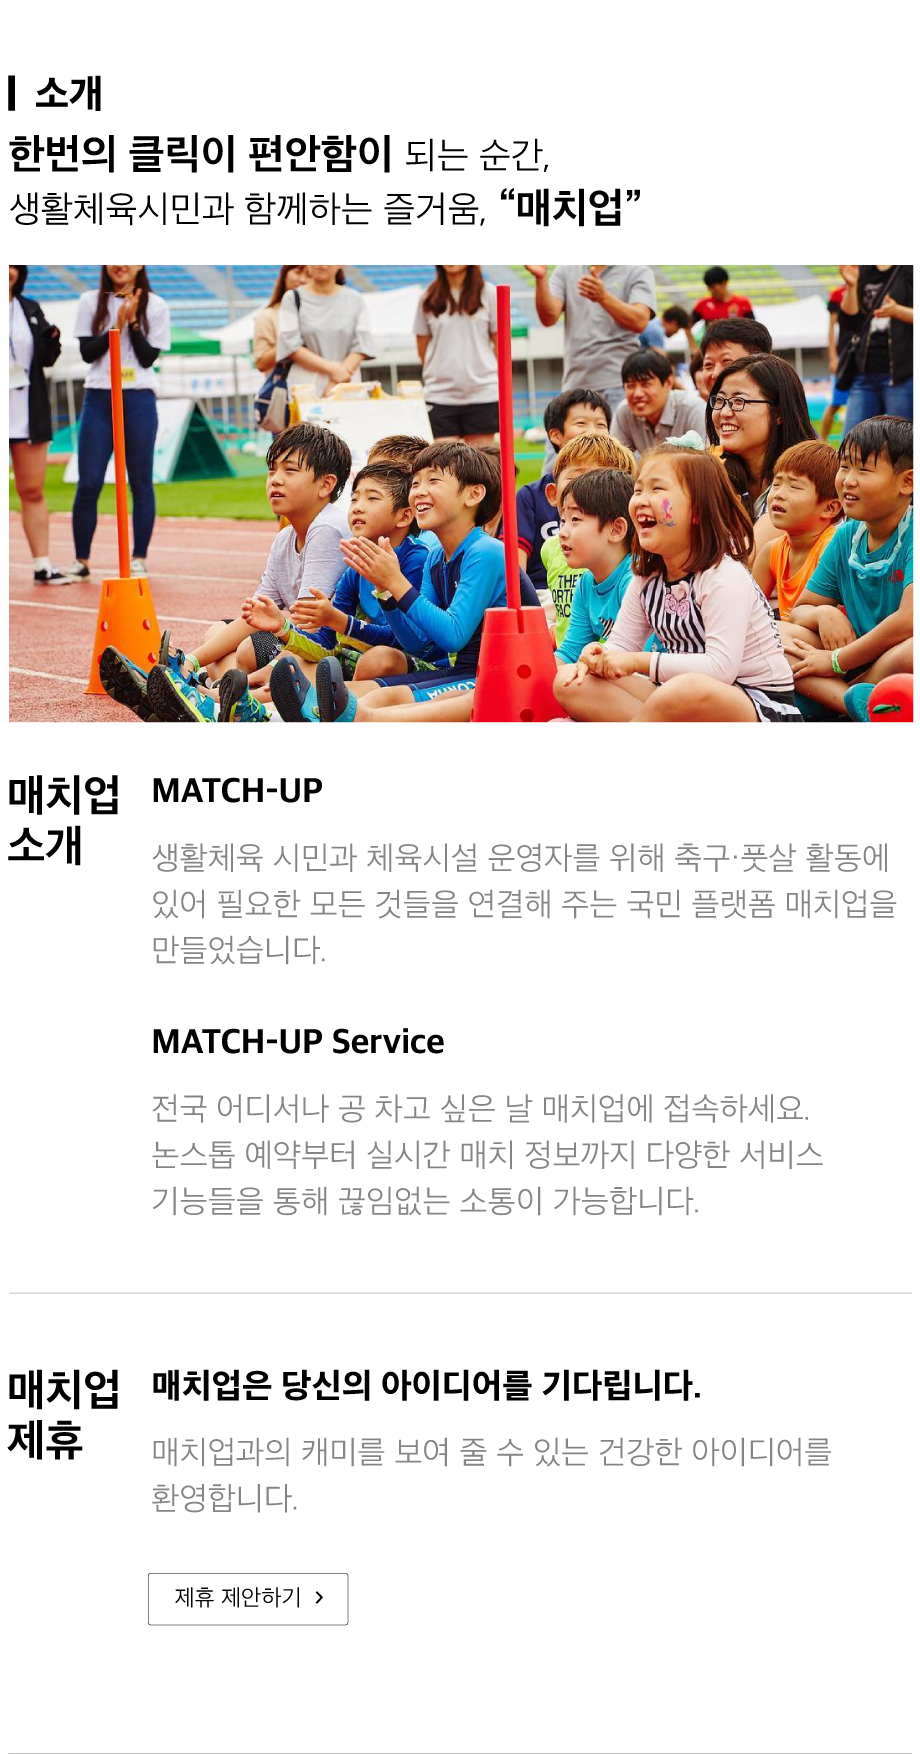 소개
한번의 클릭이 편안함이 되는 순간,
생활체육시민과 함께하는 즐거움, “매치업”
THE
매치업
소개
MATCH-UP
생활체육 시민과 체육시설 운영자를 위해 축구·풋살 활동에
있어 필요한 모든 것들을 연결해 주는 국민 플랫폼 매치업을
만들었습니다.
MATCH-UP Service
전국 어디서나 공 차고 싶은 날 매치업에 접속하세요.
논스톱 예약부터 실시간 매치 정보까지 다양한 서비스
기능들을 통해 끊임없는 소통이 가능합니다.
매치업
제휴
매치업은 당신의 아이디어를 기다립니다.
매치업과의 캐미를 보여 줄 수 있는 건강한 아이디어를
환영합니다.
제휴 제안하기 >